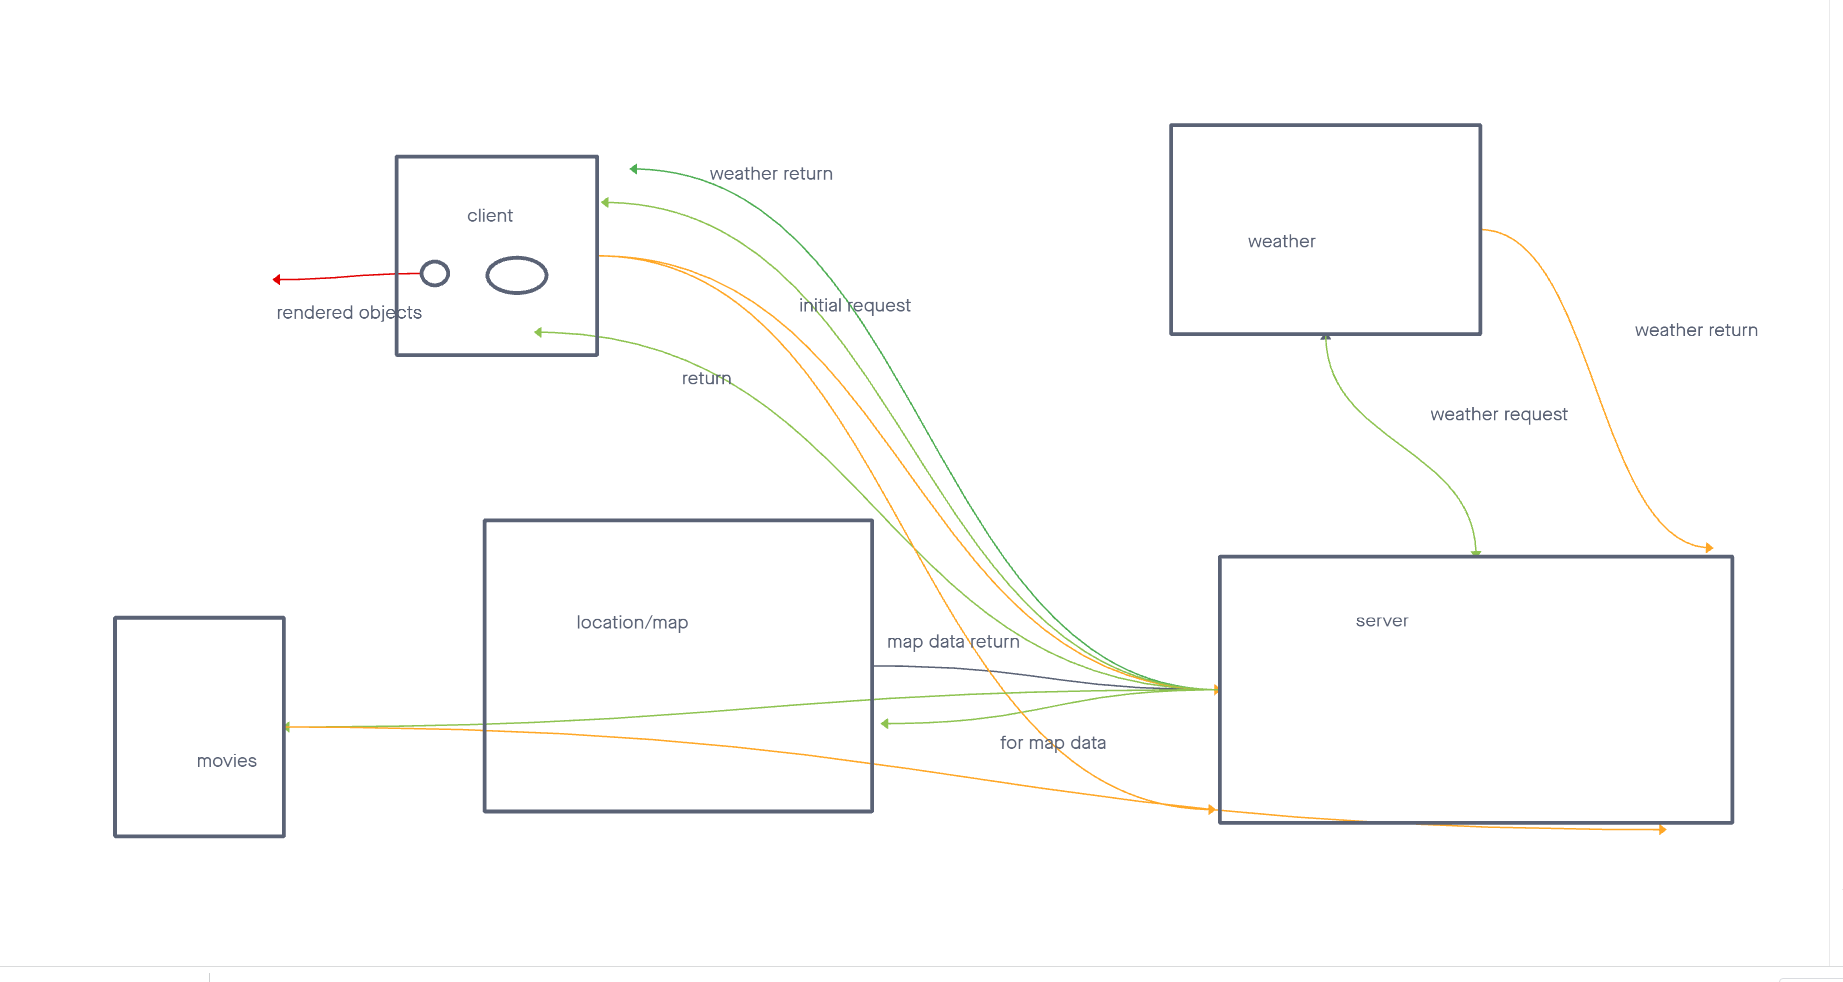 weather return
client
weather
initial request
rendered objects
weather return
return
weather request
location/map
server
map data return
for map data
movies